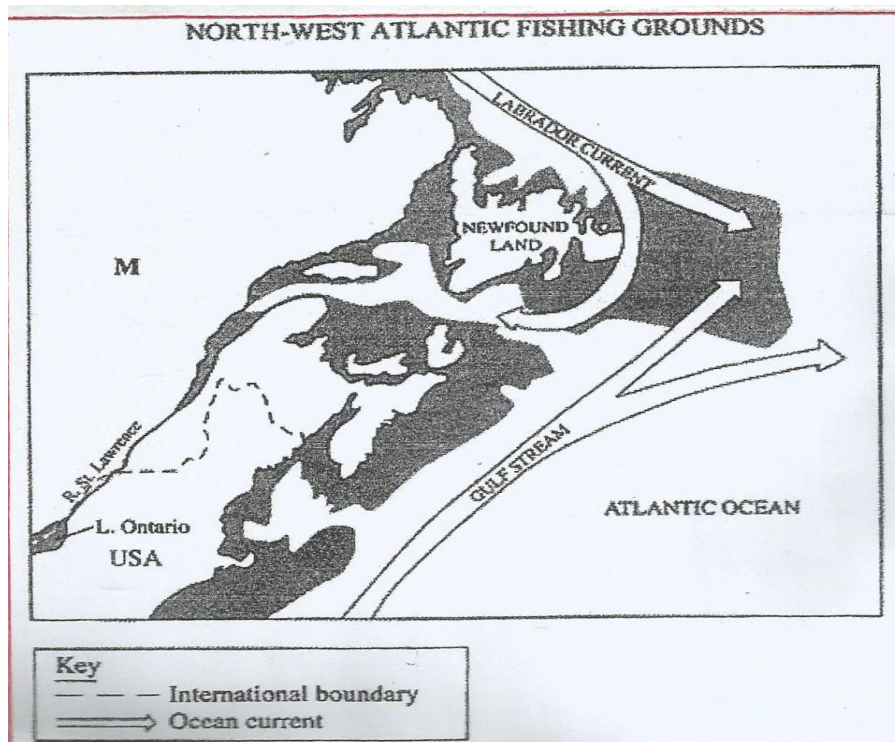 NORTH-WEST ATLANTIC FISHING GROUNDS
LABRADOR CURRENT
NEWFOUND
LAND
M
R. St. Lawrence
L. Ontario
USA
GULF STREAM
ATLANTIC OCEAN
Key
International boundary
Ocean current